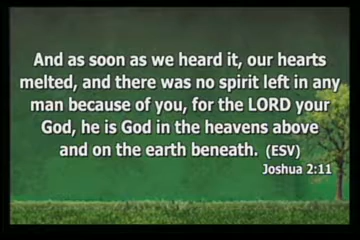 And as soon as we heard it, our hearts
melted, and there was no spirit left in any
man because of you, for the LORD your
God, he is God in the heavens above
and on the earth beneath. (ESV)
Joshua 2:11